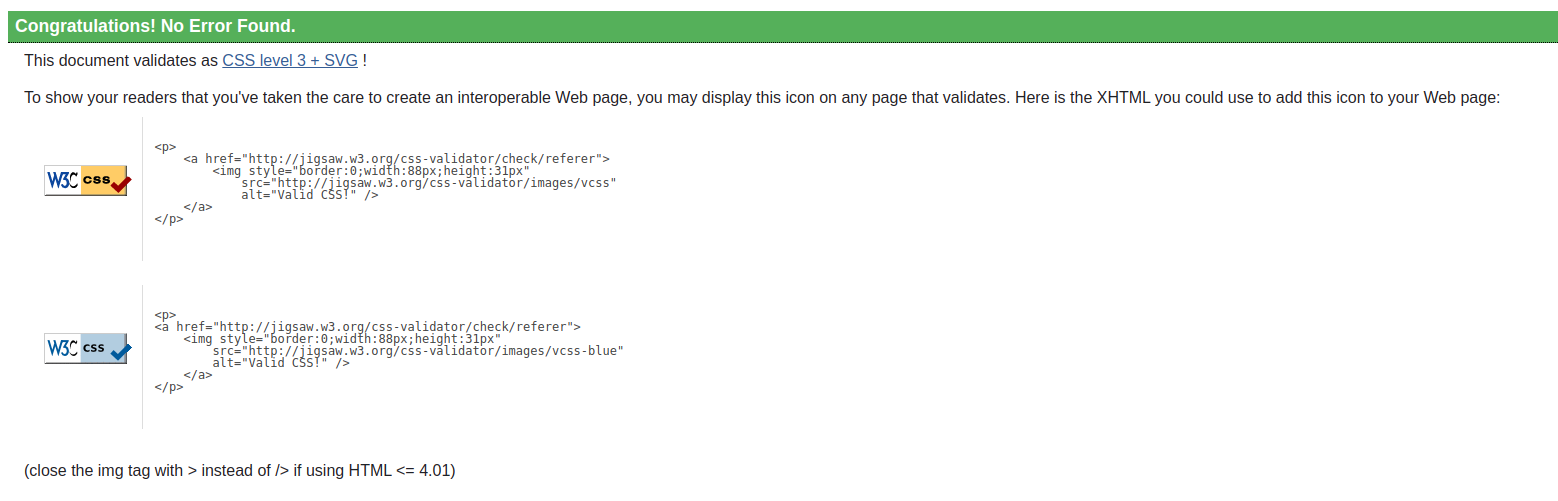 Congratulations! No Error Found.
This document validates as CSS level 3 + SVG !
To show your readers that you've taken the care to create an interoperable Web page, you may display this icon on any page that validates. Here is the XHTML you could use to add this icon to your Web page:
W3C css
<p>
    <a href="http://jigsaw.w3.org/css-validator/check/referer">
        <img style="border:0;width:88px;height:31px"
            src="http://jigsaw.w3.org/css-validator/images/vcss"
            alt="Valid CSS!" />
    </a>
</p>
W3C css
<p>
<a href="http://jigsaw.w3.org/css-validator/check/referer">
    <img style="border:0;width:88px;height:31px"
        src="http://jigsaw.w3.org/css-validator/images/vcss-blue"
        alt="Valid CSS!" />
    </a>
</p>
(close the img tag with > instead of /> if using HTML <= 4.01)